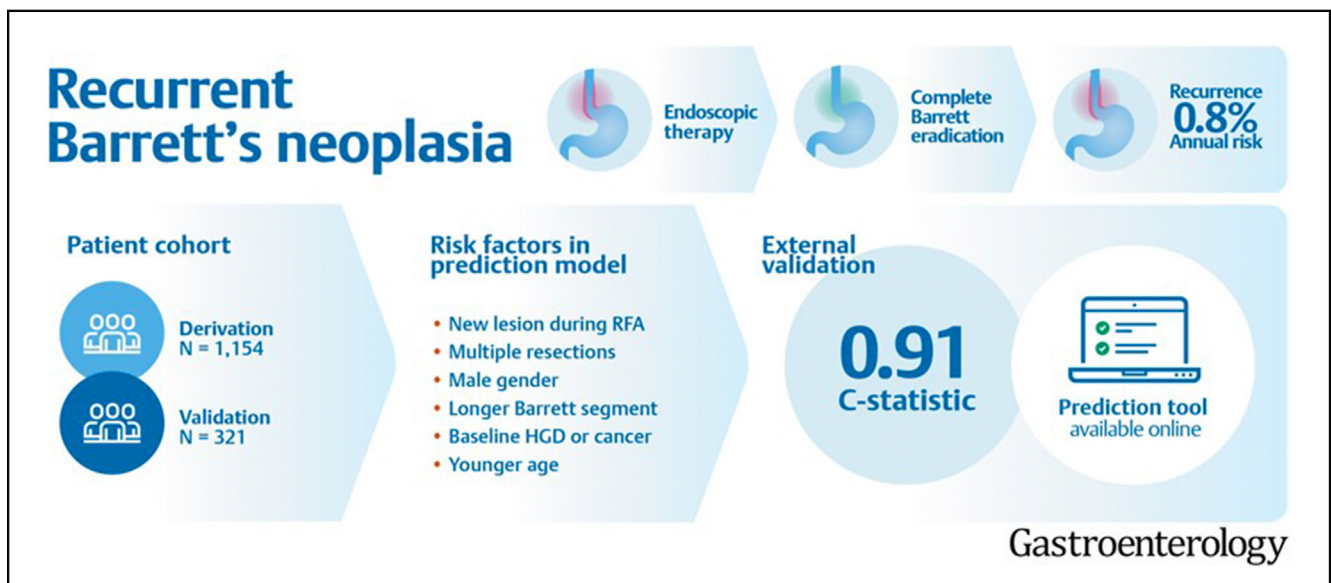 Recurrent
Barrett's neoplasia
Endoscopic
therapy
Complete
Barrett
eradication
Recurrence
0.8%
Annual risk
Patient cohort
Derivation
N = 1,154
Validation
N = 321
Risk factors in
prediction model
• New lesion during RFA
• Multiple resections
• Male gender
• Longer Barrett segment
• Baseline HGD or cancer
• Younger age
External
validation
0.91
C-statistic
Prediction tool
available online
Gastroenterology